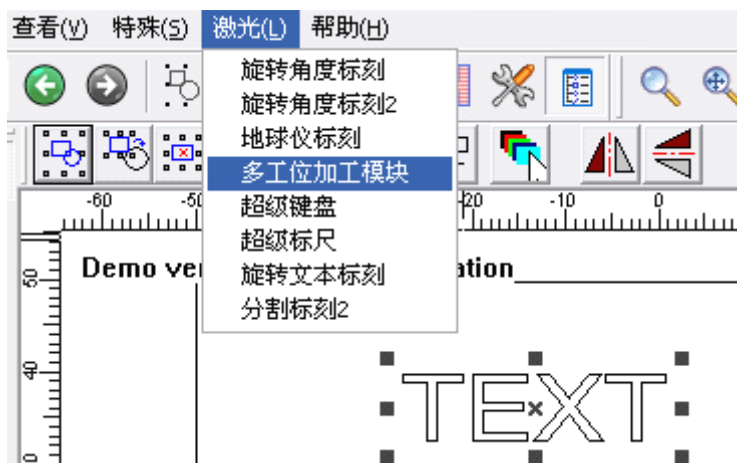 查看(V) 特殊(S) 激光(L) 帮助(H)
旋转角度标刻
旋转角度标刻2
地球仪标刻
多工位加工模块
超级键盘
超级标尺
旋转文本标刻
分割标刻2
-60 -50 20 -10 0
Demo ver ation
50
40
TEXT